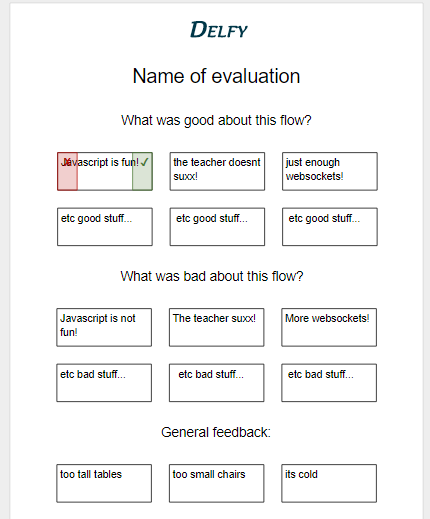 DELFY
Name of evaluation
What was good about this flow?
Javascript is fun! ✓
the teacher doesnt
suxx!
just enough
websockets!
etc good stuff...
etc good stuff...
etc good stuff...
What was bad about this flow?
Javascript is not
fun!
The teacher suxx!
More websockets!
etc bad stuff...
etc bad stuff...
etc bad stuff...
General feedback:
too tall tables
too small chairs
its cold